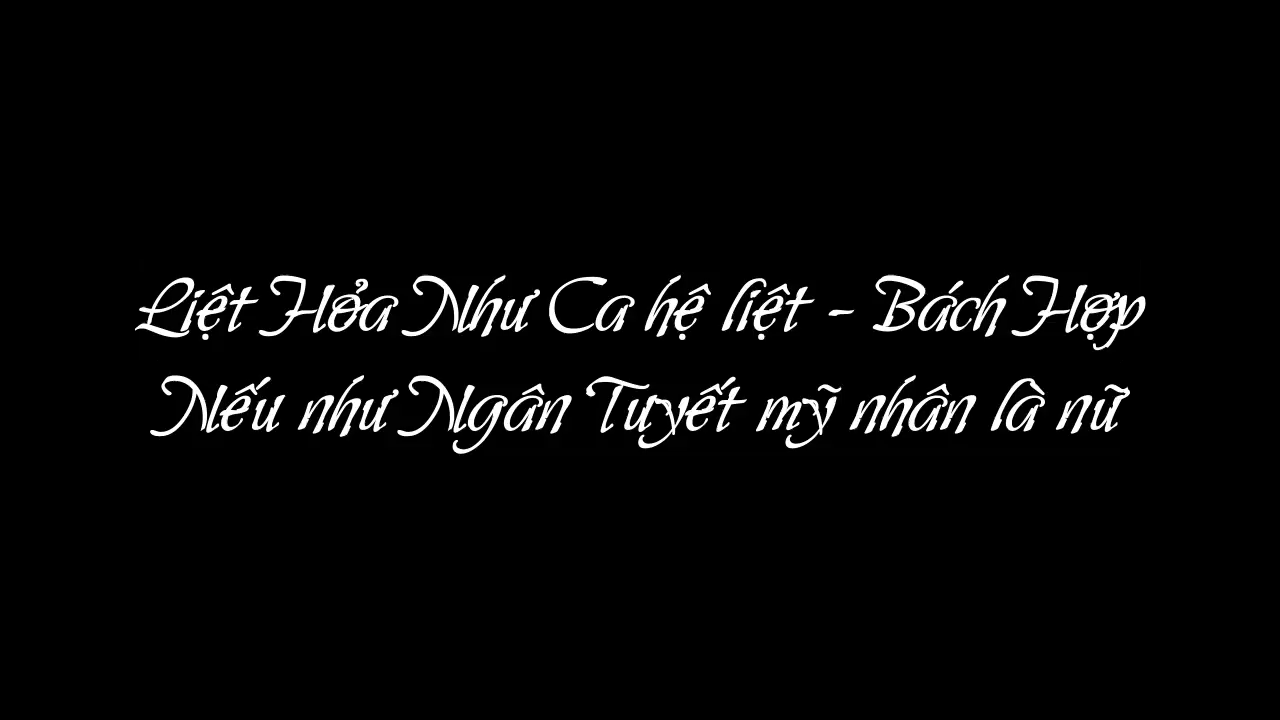 Liệt Hỏa Như Ca hệ liệt - Bách Hợp
Nếu như Ngân Tuyết mỹ nhân là nữ